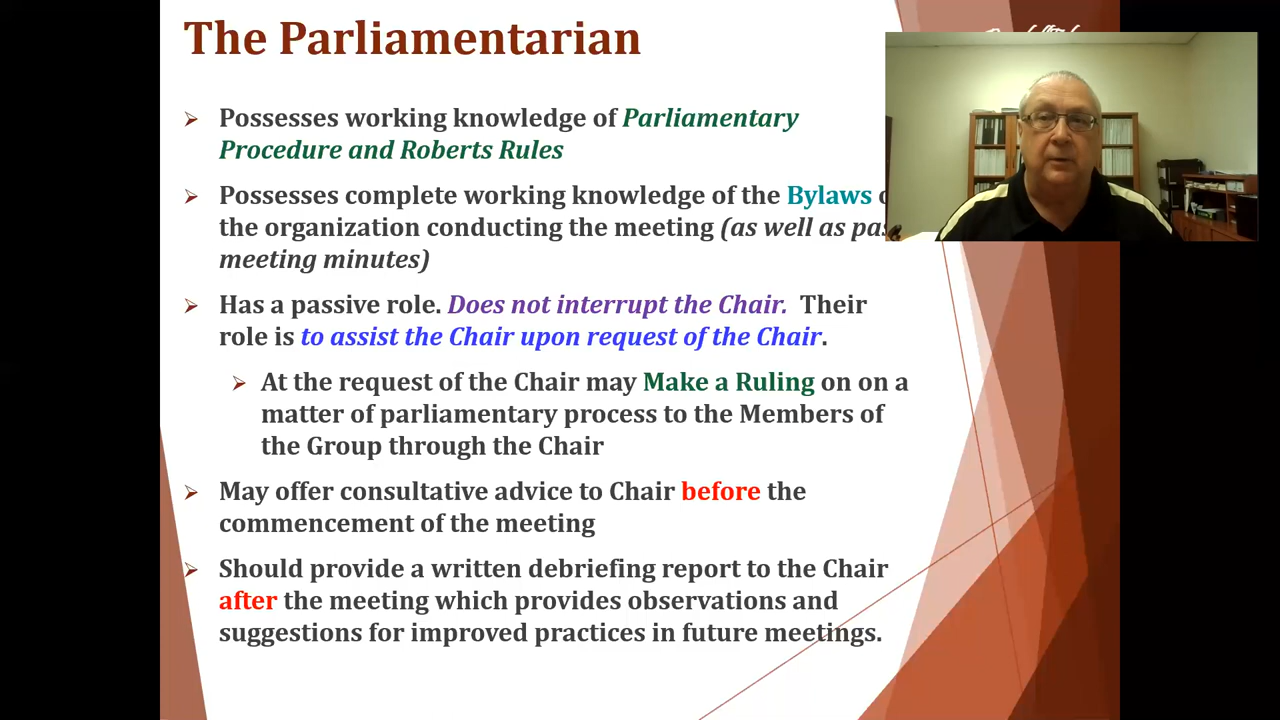 The Parliamentarian
Possesses working knowledge of Parliamentary
Procedure and Roberts Rules
Possesses complete working knowledge of the Bylaws
the organization conducting the meeting (as well as
meeting minutes)
Has a passive role. Does not interrupt the Chair. Their
role is to assist the Chair upon request of the Chair.
At the request of the Chair may Make a Ruling on on a
matter of parliamentary process to the Members of
the Group through the Chair
May offer consultative advice to Chair before the
commencement of the meeting
Should provide a written debriefing report to the Chair
after the meeting which provides observations and
suggestions for improved practices in future meetings.